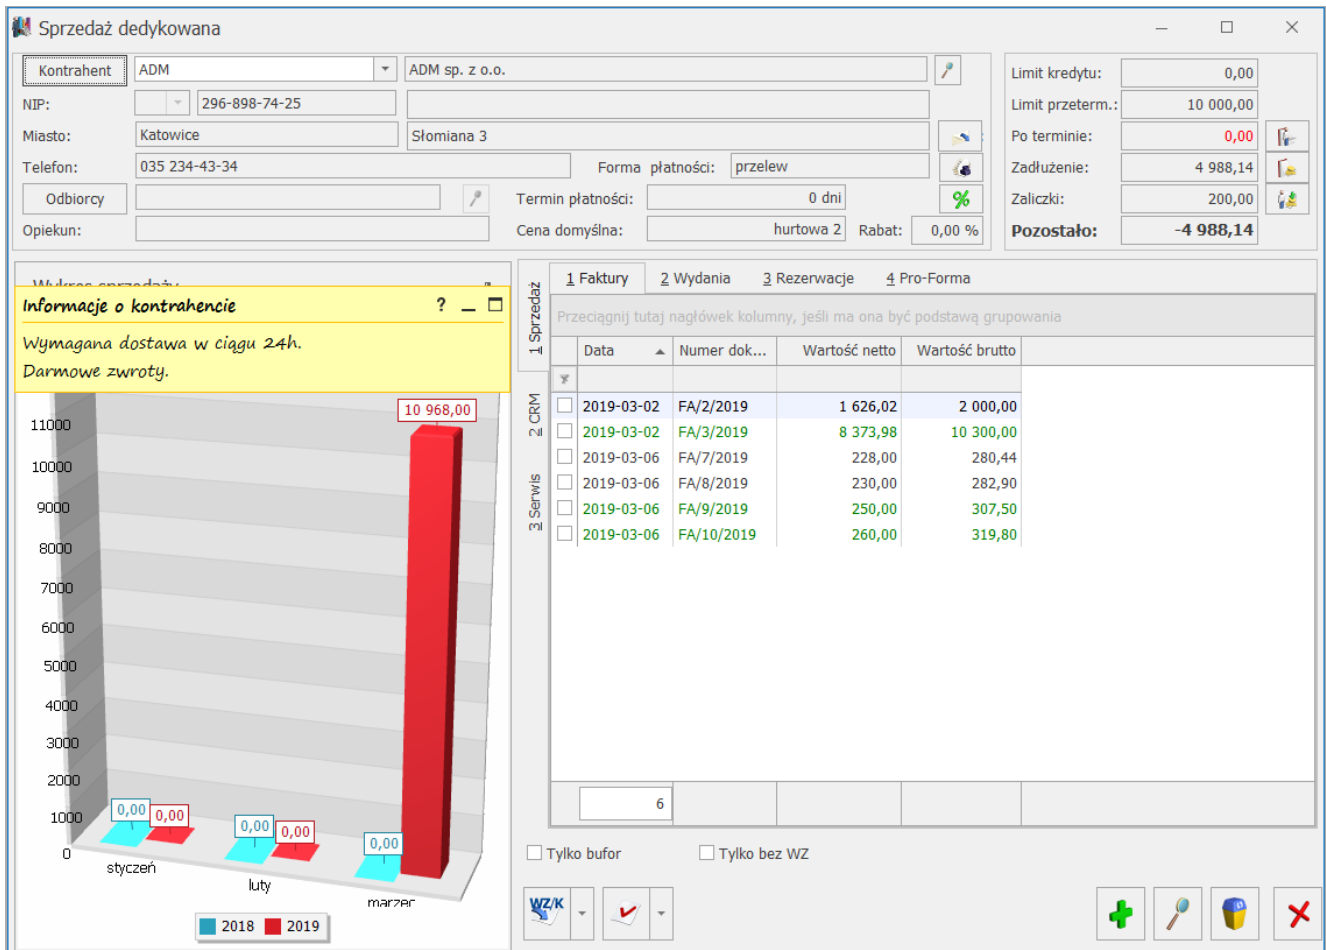 Sprzedaż dedykowana
Kontrahent ADM ADM sp. z o.o.
NIP: 296-898-74-25
Miasto: Katowice Słomiana 3
Telefon: 035 234-43-34 Forma płatności: przelew
Odbiorcy Termin płatności: 0 dni %
Opiekun: Cena domyślna: hurtowa 2 Rabat: 0,00 %
Limit kredytu: 0,00
Limit przeterm.: 10 000,00
Po terminie: 0,00
Zadłużenie: 4 988,14
Zaliczki: 200,00
Pozostało: -4 988,14
Wykres sprzedaży
Informacje o kontrahencie ?
Wymagana dostawa w ciągu 24h.
Darmowe zwroty.
11000
10000
9000
8000
7000
6000
5000
4000
3000
2000
1000
0
10 968,00
0,00 0,00
0,00 0,00
0,00
styczeń
luty
marzec
2018 2019
1 Sprzedaż
2 CRM
3 Serwis
1 Faktury 2 Wydania 3 Rezerwacje 4 Pro-Forma
Przeciągnij tutaj nagłówek kolumny, jeśli ma ona być podstawą grupowania
Data Numer dok... Wartość netto Wartość brutto
2019-03-02 FA/2/2019 1 626,02 2 000,00
2019-03-02 FA/3/2019 8 373,98 10 300,00
2019-03-06 FA/7/2019 228,00 280,44
2019-03-06 FA/8/2019 230,00 282,90
2019-03-06 FA/9/2019 250,00 307,50
2019-03-06 FA/10/2019 260,00 319,80
6
Tylko bufor Tylko bez WZ
WZ/K